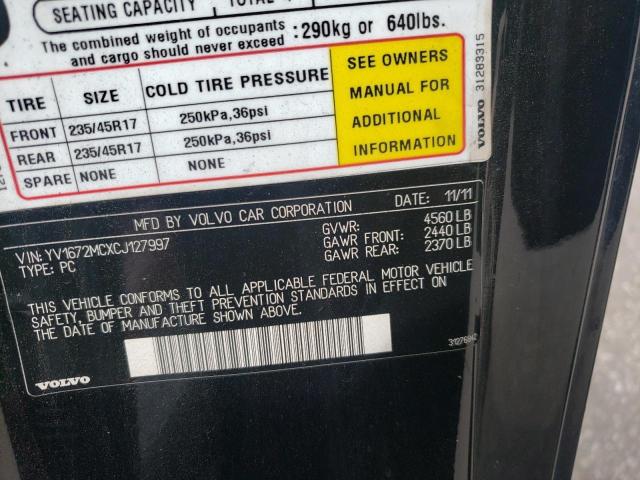 SEATING CAPACITY TOTAL
The combined weight of occupants
and cargo should never exceed :290kg or 640lbs.
TIRE SIZE COLD TIRE PRESSURE
FRONT 235/45R17 250kPa,36psi
REAR 235/45R17 250kPa,36psi
SPARE NONE NONE
SEE OWNERS
MANUAL FOR
ADDITIONAL
INFORMATION
VOLVO 31283315
MFD BY VOLVO CAR CORPORATION DATE: 11/11
VIN: YV1672MCXCJ127997
TYPE: PC
GVWR: 4560 LB
GAWR FRONT: 2440 LB
GAWR REAR: 2370 LB
THIS VEHICLE CONFORMS TO ALL APPLICABLE FEDERAL MOTOR VEHICLE
SAFETY, BUMPER AND THEFT PREVENTION STANDARDS IN EFFECT ON
THE DATE OF MANUFACTURE SHOWN ABOVE.
VOLVO